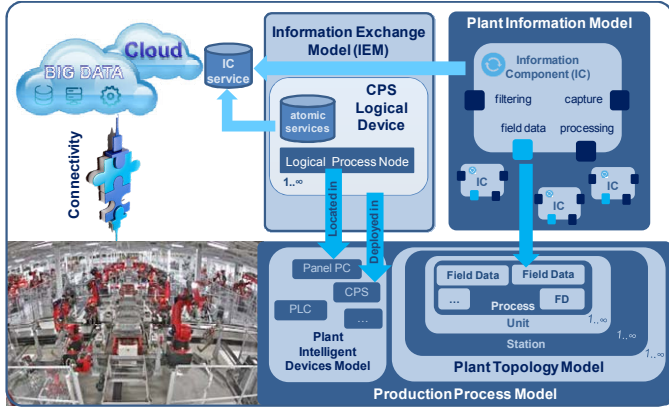 Cloud
BIG DATA
Connectivity
IC
service
Information Exchange
Model (IEM)
CPS
Logical
Device
atomic
services
Logical Process Node
1..∞
Located in
Deployed in
Plant Information Model
Information
Component (IC)
filtering
capture
field data
processing
IC
IC
IC
Panel PC
CPS
PLC
...
Plant
Intelligent
Devices Model
Field Data
Field Data
...
Process
FD
Unit
1..∞
Station
1..∞
1..∞
Plant Topology Model
Production Process Model